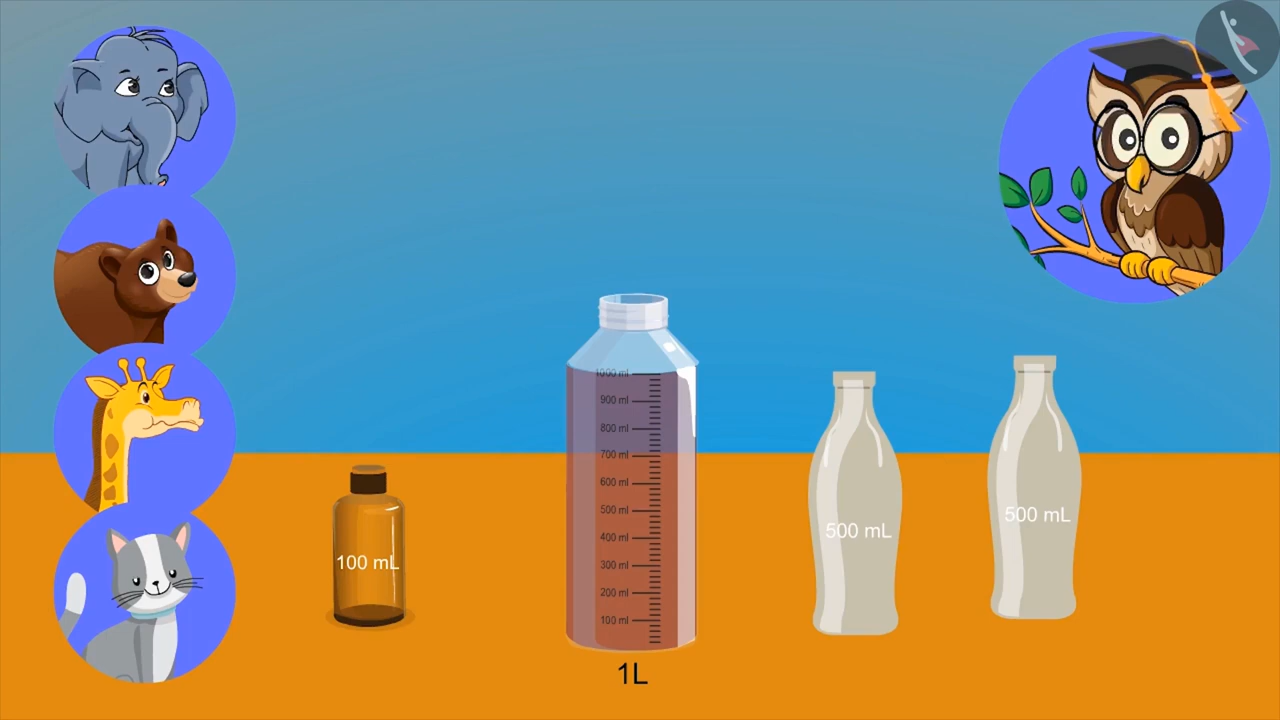 1000 ml
900 ml
800 ml
700 ml
600 ml
500 ml
400 ml
300 ml
200 ml
100 ml
100 mL
500 mL
500 mL
1L